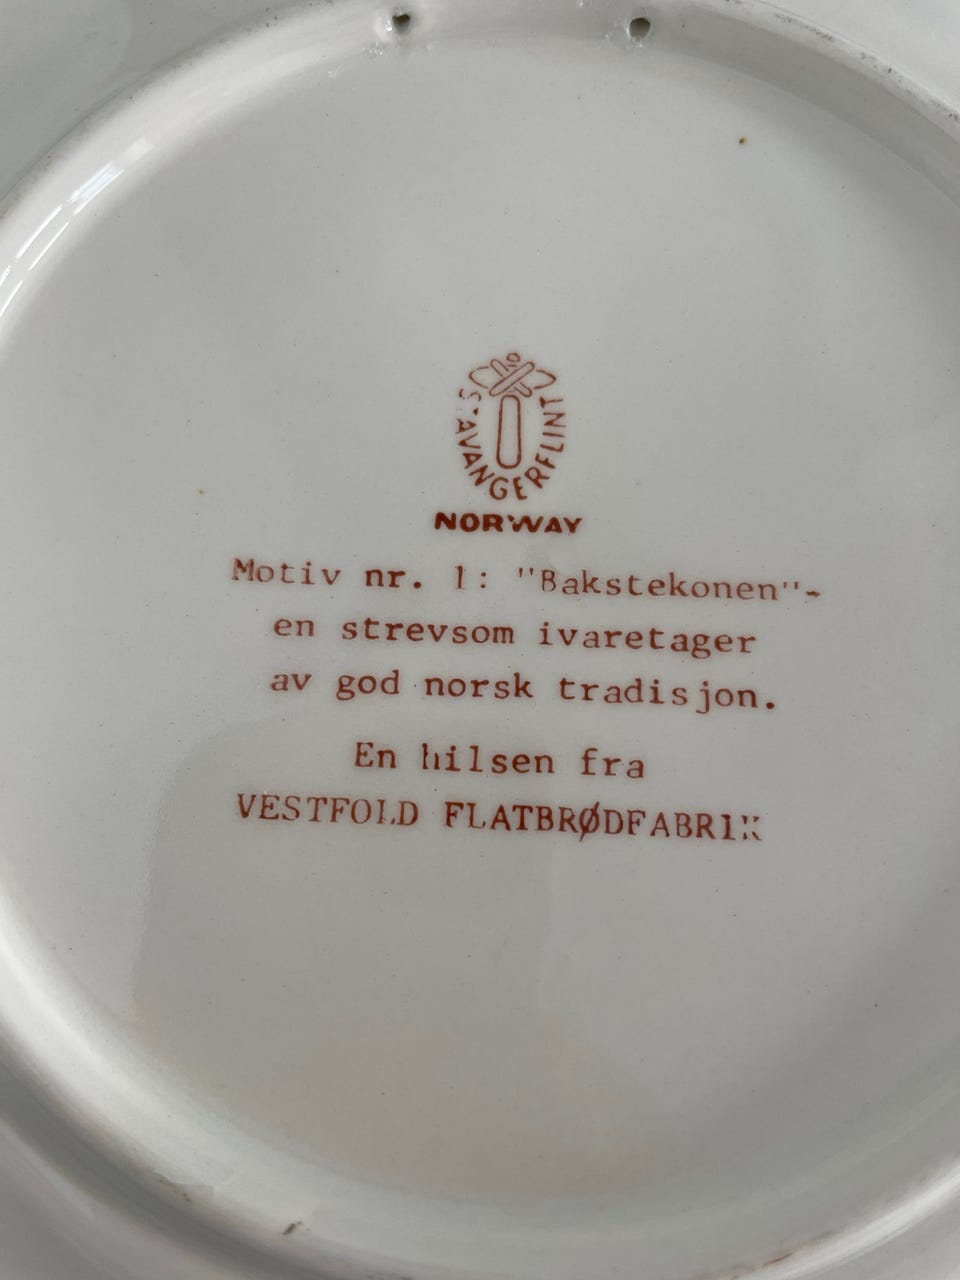 STAVANGERFLINT
NORWAY
Motiv nr. 1: "Bakstekonen"-
en strevsom ivaretager
av god norsk tradisjon.
En hilsen fra
VESTFOLD FLATBRØDFABRIK